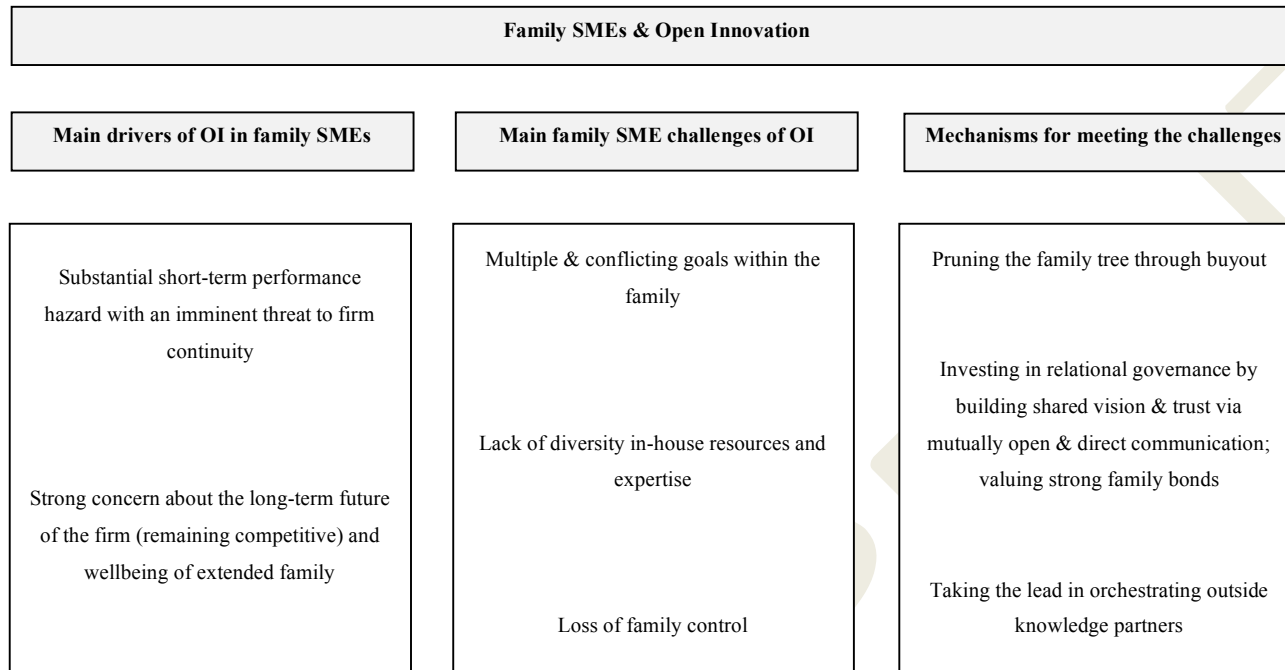 Family SMEs & Open Innovation
Main drivers of OI in family SMEs
Main family SME challenges of OI
Mechanisms for meeting the challenges
Substantial short-term performance
hazard with an imminent threat to firm
continuity
Strong concern about the long-term future
of the firm (remaining competitive) and
wellbeing of extended family
Multiple & conflicting goals within the
family
Lack of diversity in-house resources and
expertise
Loss of family control
Pruning the family tree through buyout
Investing in relational governance by
building shared vision & trust via
mutually open & direct communication;
valuing strong family bonds
Taking the lead in orchestrating outside
knowledge partners